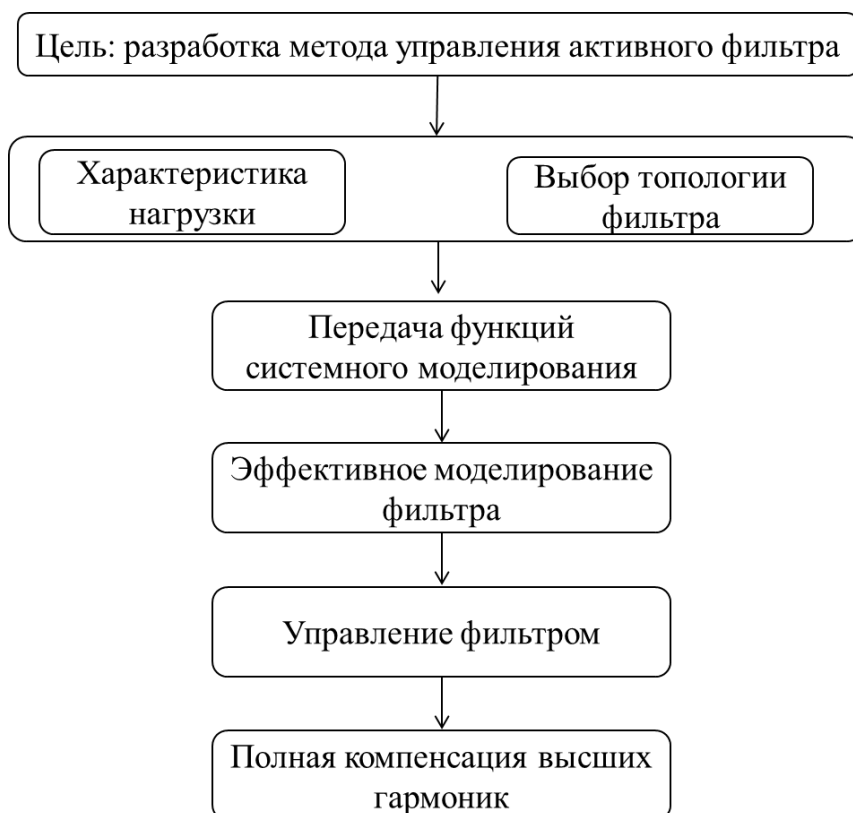 Цель: разработка метода управления активного фильтра
Характеристика
нагрузки
Выбор топологии
фильтра
Передача функций
системного моделирования
Эффективное моделирование
фильтра
Управление фильтром
Полная компенсация высших
гармоник